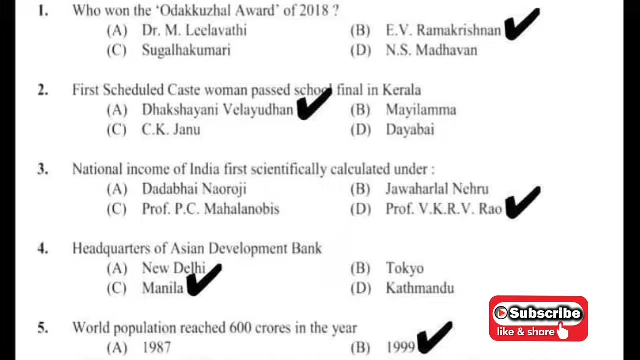 1. Who won the 'Odakkuzhal Award' of 2018 ?
(A) Dr. M. Leelavathi (B) E.V. Ramakrishnan
(C) Sugalhakumari (D) N.S. Madhavan
2. First Scheduled Caste woman passed school final in Kerala
(A) Dhakshayani Velayudhan (B) Mayilamma
(C) C.K. Janu (D) Dayabai
3. National income of India first scientifically calculated under :
(A) Dadabhai Naoroji (B) Jawaharlal Nehru
(C) Prof. P.C. Mahalanobis (D) Prof. V.K.R.V. Rao
4. Headquarters of Asian Development Bank
(A) New Delhi (B) Tokyo
(C) Manila (D) Kathmandu
5. World population reached 600 crores in the year
(A) 1987 (B) 1999
Subscribe
like & share